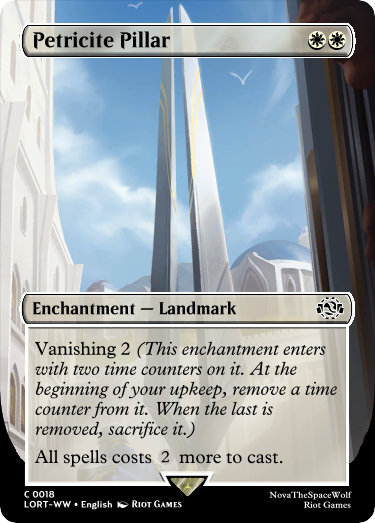 Petricite Pillar
Enchantment — Landmark
Vanishing 2 (This enchantment enters
with two time counters on it. At the
beginning of your upkeep, remove a time
counter from it. When the last is
removed, sacrifice it.)
All spells costs 2 more to cast.
C 0018
LORT-WW • English RIOT GAMES
NovaTheSpaceWolf
Riot Games